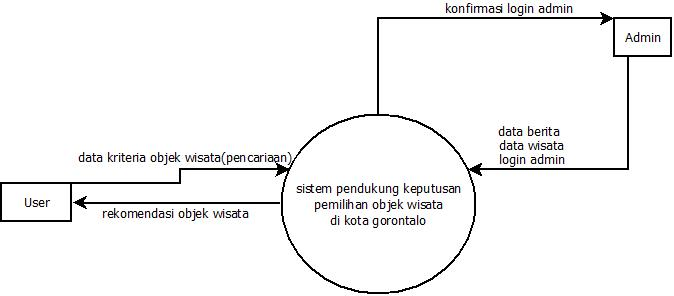 konfirmasi login admin
Admin
data berita
data wisata
login admin
data kriteria objek wisata(pencariaan)
sistem pendukung keputusan
pemilihan objek wisata
di kota gorontalo
User
rekomendasi objek wisata